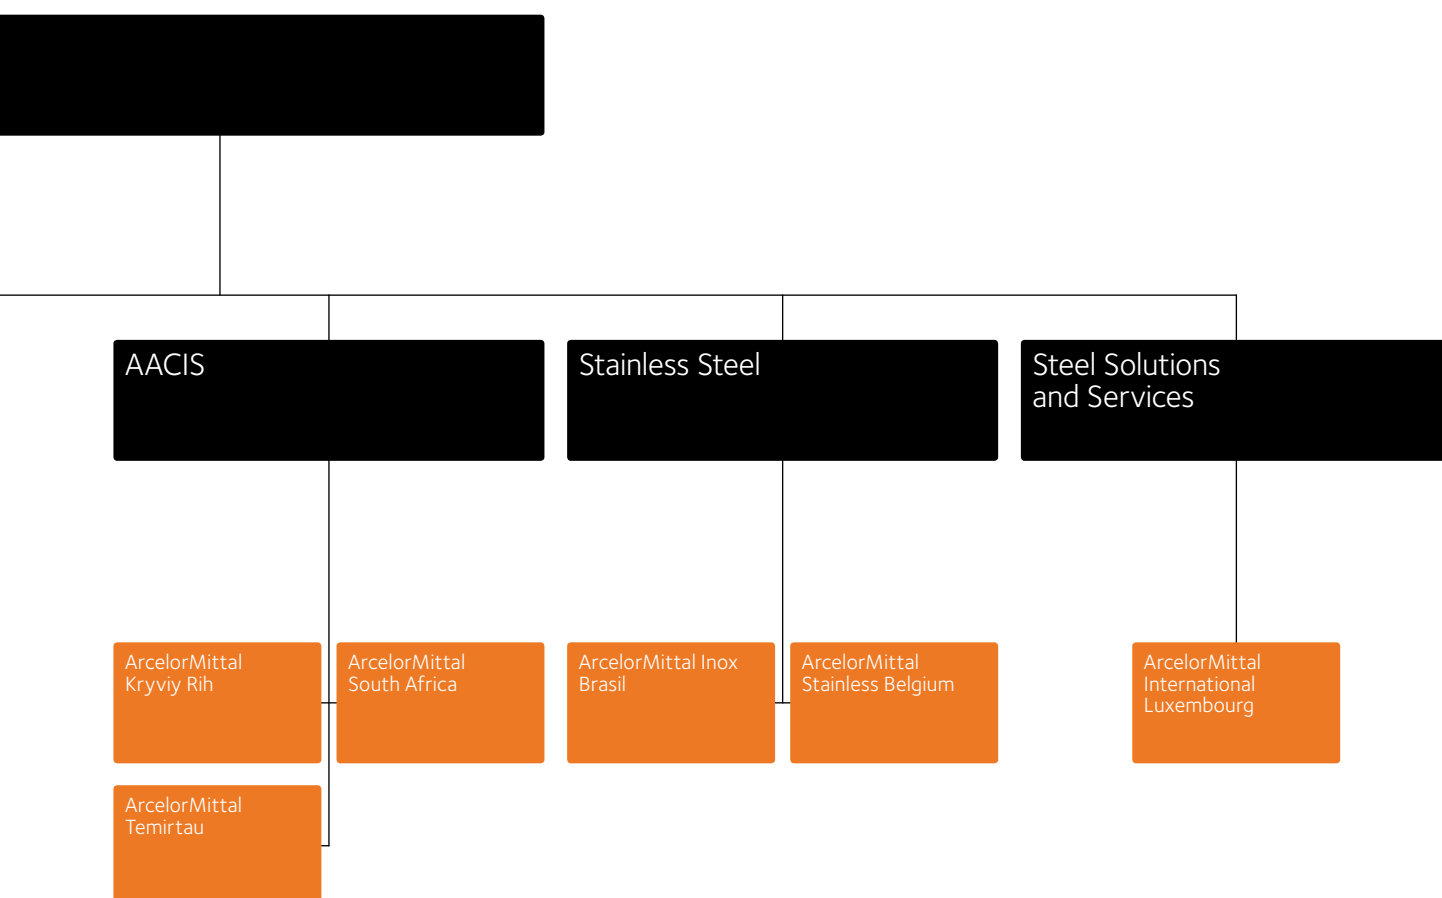 AACIS
Stainless Steel
Steel Solutions
and Services
ArcelorMittal
Kryviy Rih
ArcelorMittal
South Africa
ArcelorMittal Inox
Brasil
ArcelorMittal
Stainless Belgium
ArcelorMittal
International
Luxembourg
ArcelorMittal
Temirtau